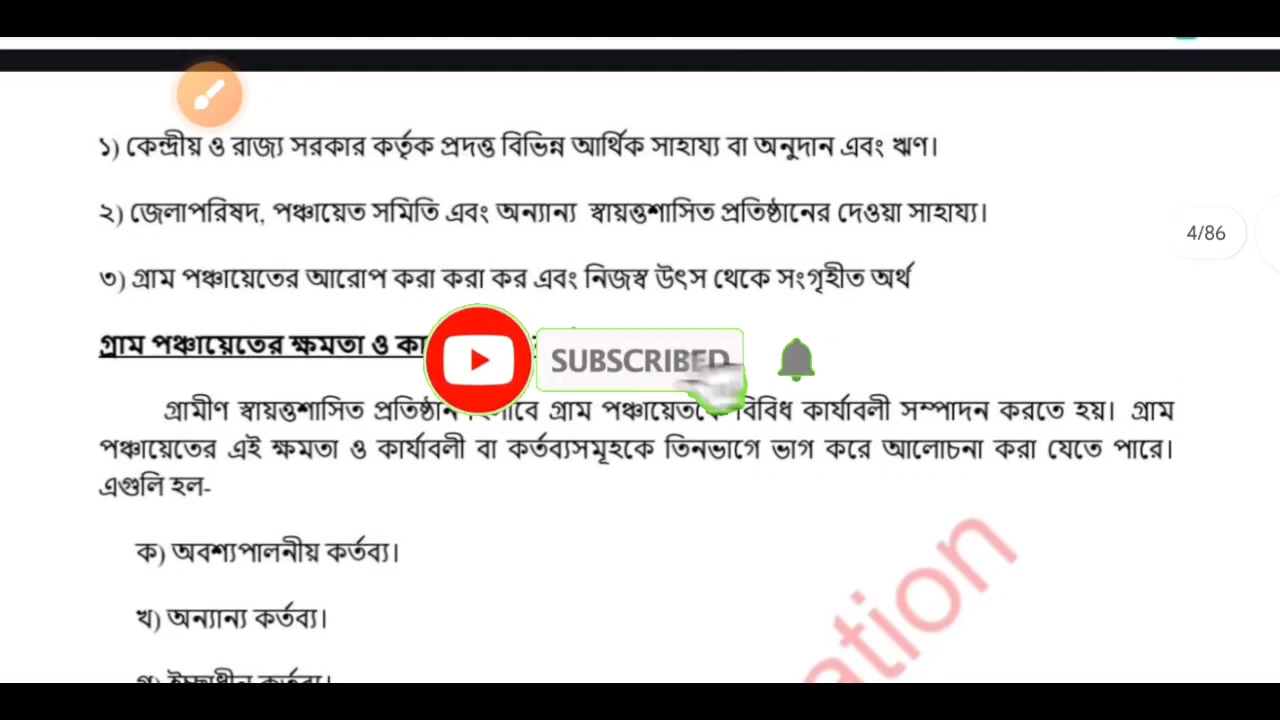 ১) কেন্দ্রীয় ও রাজ্য সরকার কর্তৃক প্রদত্ত বিভিন্ন আর্থিক সাহায্য বা অনুদান এবং ঋণ।
২) জেলাপরিষদ, পঞ্চায়েত সমিতি এবং অন্যান্য স্বায়ত্তশাসিত প্রতিষ্ঠানের দেওয়া সাহায্য।
4/86
৩) গ্রাম পঞ্চায়েতের আরোপ করা করা কর এবং নিজস্ব উৎস থেকে সংগৃহীত অর্থ
গ্রাম পঞ্চায়েতের ক্ষমতা ও
SUBSCRIBED
গ্রামীণ স্বায়ত্তশাসিত প্রতিষ্ঠান গ্রাম পঞ্চায়েতকে বিবিধ কার্যাবলী সম্পাদন করতে হয়। গ্রাম
পঞ্চায়েতের এই ক্ষমতা ও কার্যাবলী বা কর্তব্যসমূহকে তিনভাগে ভাগ করে আলোচনা করা যেতে পারে।
এগুলি হল-
ক) অবশ্যপালনীয় কর্তব্য।
খ) অন্যান্য কর্তব্য।